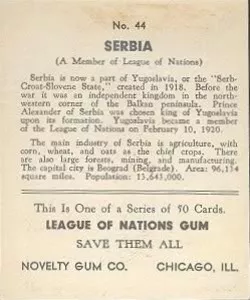 No. 44
SERBIA
(A Member of League of Nations)
Serbia is now a part of Yugoslavia, or the "Serb-
Croat-Slovene State," created in 1918. Before the
war it was an independent kingdom in the north-
western corner of the Balkan peninsula. Prince
Alexander of Serbia was chosen king of Yugoslavia
upon its formation. Yugoslavia became a member
of the League of Nations on February 10, 1920.
The main industry of Serbia is agriculture, with
corn, wheat, and oats as the chief crops. There
are also large forests, mining, and manufacturing.
The capital city is Beograd (Belgrade). Area: 96,134
square miles. Population: 13,645,000.
This Is One of a Series of 50 Cards.
LEAGUE OF NATIONS GUM
SAVE THEM ALL
NOVELTY GUM CO. CHICAGO, ILL.